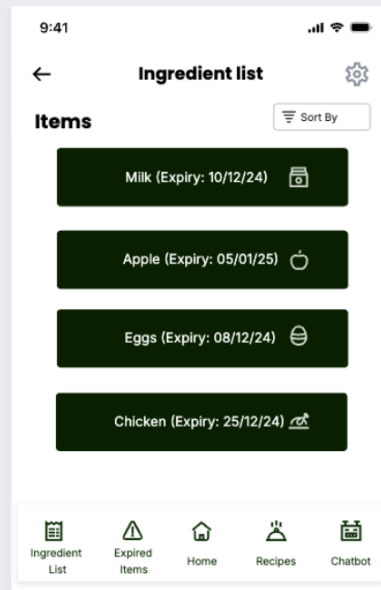 9:41
Ingredient list
Items
Sort By
Milk (Expiry: 10/12/24)
Apple (Expiry: 05/01/25)
Eggs (Expiry: 08/12/24)
Chicken (Expiry: 25/12/24)
Ingredient
List
Expired
Items
Home
Recipes
Chatbot